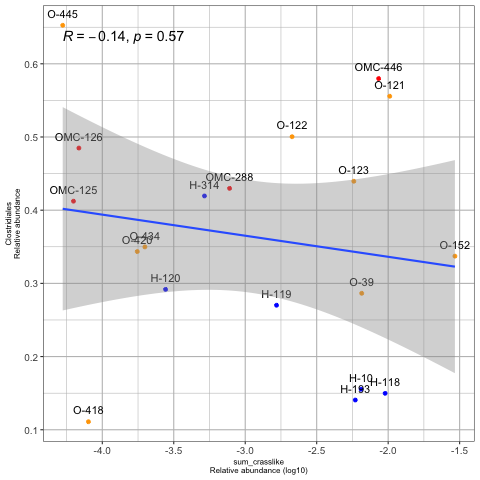 O-445
R = −0.14, p = 0.57
OMC-446
O-121
O-122
OMC-126
O-123
OMC-288
H-314
OMC-125
O-434
O-420
O-152
H-120
O-39
H-119
H-10
H-118
H-193
O-418
0.6
0.5
0.4
0.3
0.2
0.1
Clostridiales
Relative abundance
-4.0 -3.5 -3.0 -2.5 -2.0 -1.5
sum_crasslike
Relative abundance (log10)